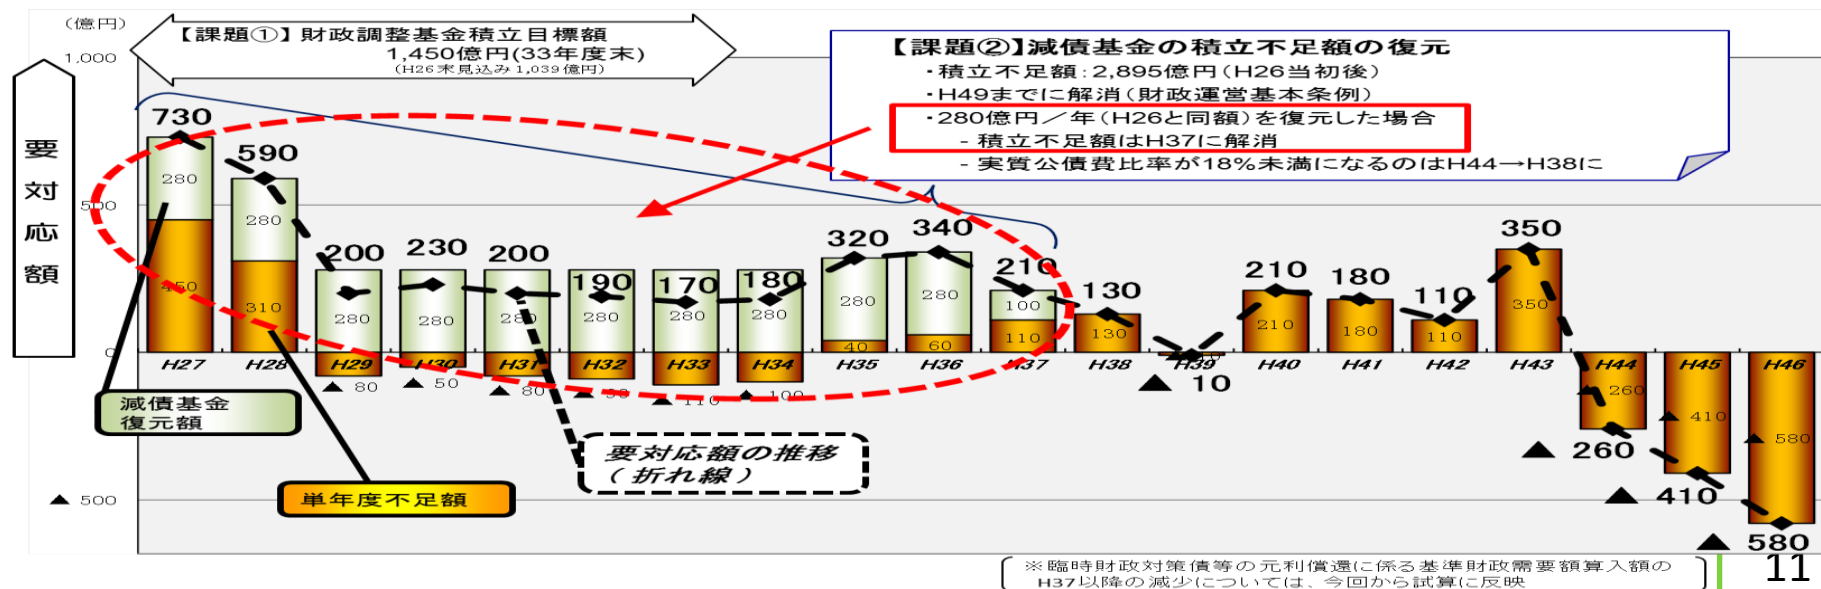 (億円)
【課題①】財政調整基金積立目標額
1,450億円(33年度末)
(H26末見込み1,039億円)
【課題②】減債基金の積立不足額の復元
・積立不足額:2,895億円(H26当初後)
・H49までに解消(財政運営基本条例)
・280億円/年(H26と同額)を復元した場合
- 積立不足額はH37に解消
- 実質公債費比率が18%未満になるのはH44→H38に
要対応額
1,000
500
0
▲ 500
730 590 200 230 200 190 170 180 320 340 210 130 ▲ 10 210 180 110 350 ▲ 260 ▲ 410 ▲ 580
280 280 280 280 280 280 280 280 280 280 100
450 310 ▲ 80 ▲ 50 ▲ 80 ▲ 90 ▲ 110 ▲ 100 40 60 110 130 210 180 110 350 ▲ 260 ▲ 410 ▲ 580
H27 H28 H29 H30 H31 H32 H33 H34 H35 H36 H37 H38 H39 H40 H41 H42 H43 H44 H45 H46
減債基金
復元額
単年度不足額
要対応額の推移
(折れ線)
※臨時財政対策債等の元利償還に係る基準財政需要額算入額の
H37以降の減少については、今回から試算に反映
11